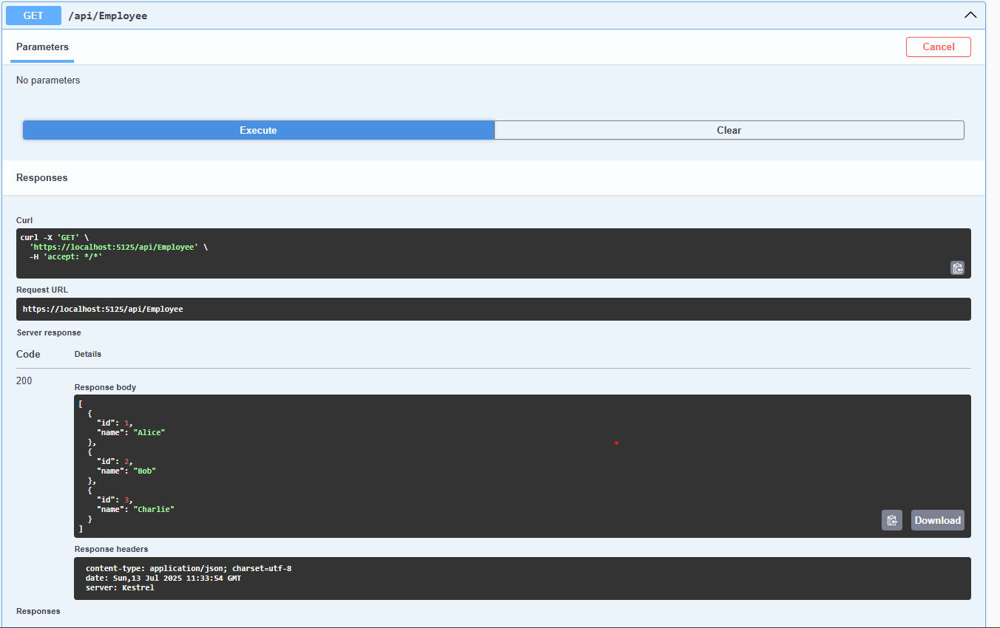 GET /api/Employee
Parameters
Cancel
No parameters
Execute
Clear
Responses
Curl
curl -X 'GET' \
  'https://localhost:5125/api/Employee' \
  -H 'accept: */*'
Request URL
https://localhost:5125/api/Employee
Server response
Code Details
200
Response body
[
  {
    "id": 1,
    "name": "Alice"
  },
  {
    "id": 2,
    "name": "Bob"
  },
  {
    "id": 3,
    "name": "Charlie"
  }
]
Download
Response headers
content-type: application/json; charset=utf-8
date: Sun,13 Jul 2025 11:33:54 GMT
server: Kestrel
Responses